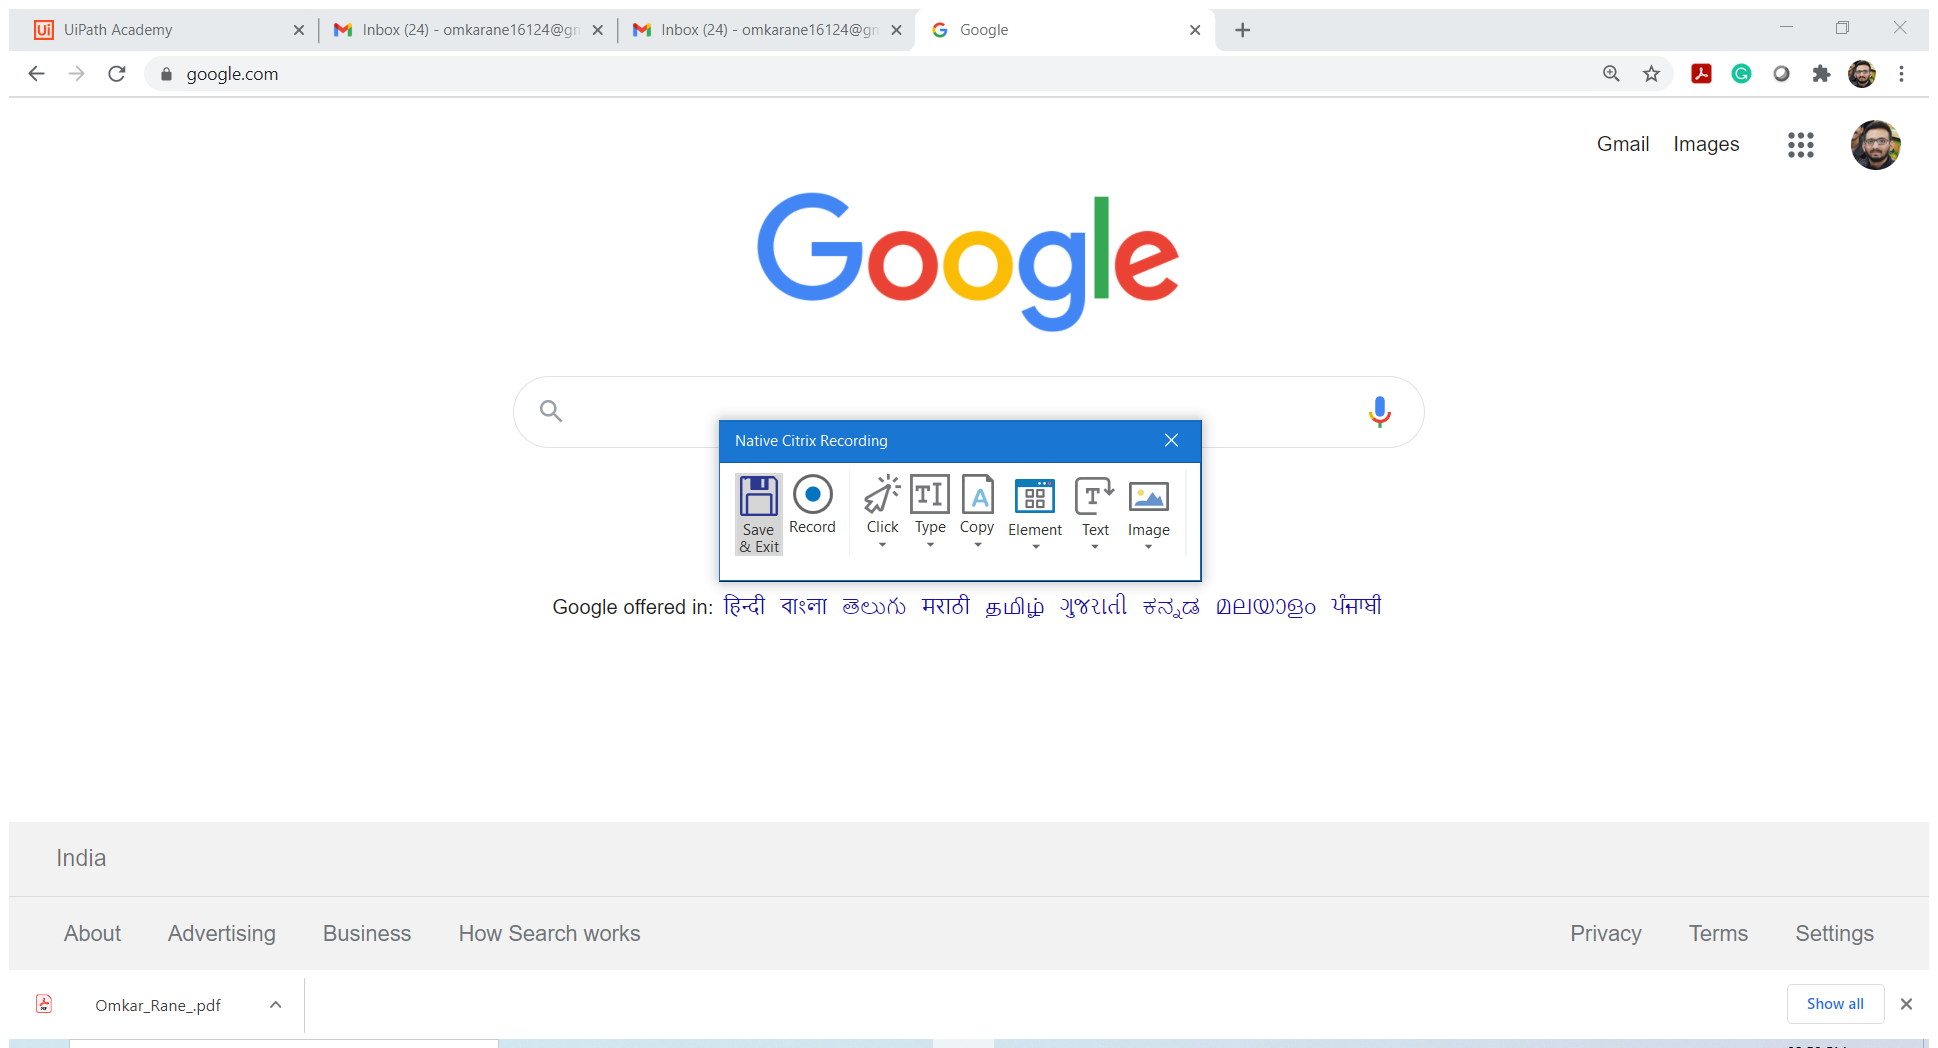 UiPath Academy Inbox (24) - omkarane16124@gm Inbox (24) - omkarane16124@gm Google
google.com
Gmail Images
Google
Native Citrix Recording
Save & Exit Record Click Type Copy Element Text Image
Google offered in: हिन्दी বাংলা తెలుగు मराठी தமிழ் ગુજરાતી ಕನ್ನಡ മലയാളം ਪੰਜਾਬੀ
India
About Advertising Business How Search works Privacy Terms Settings
Omkar_Rane_.pdf Show all